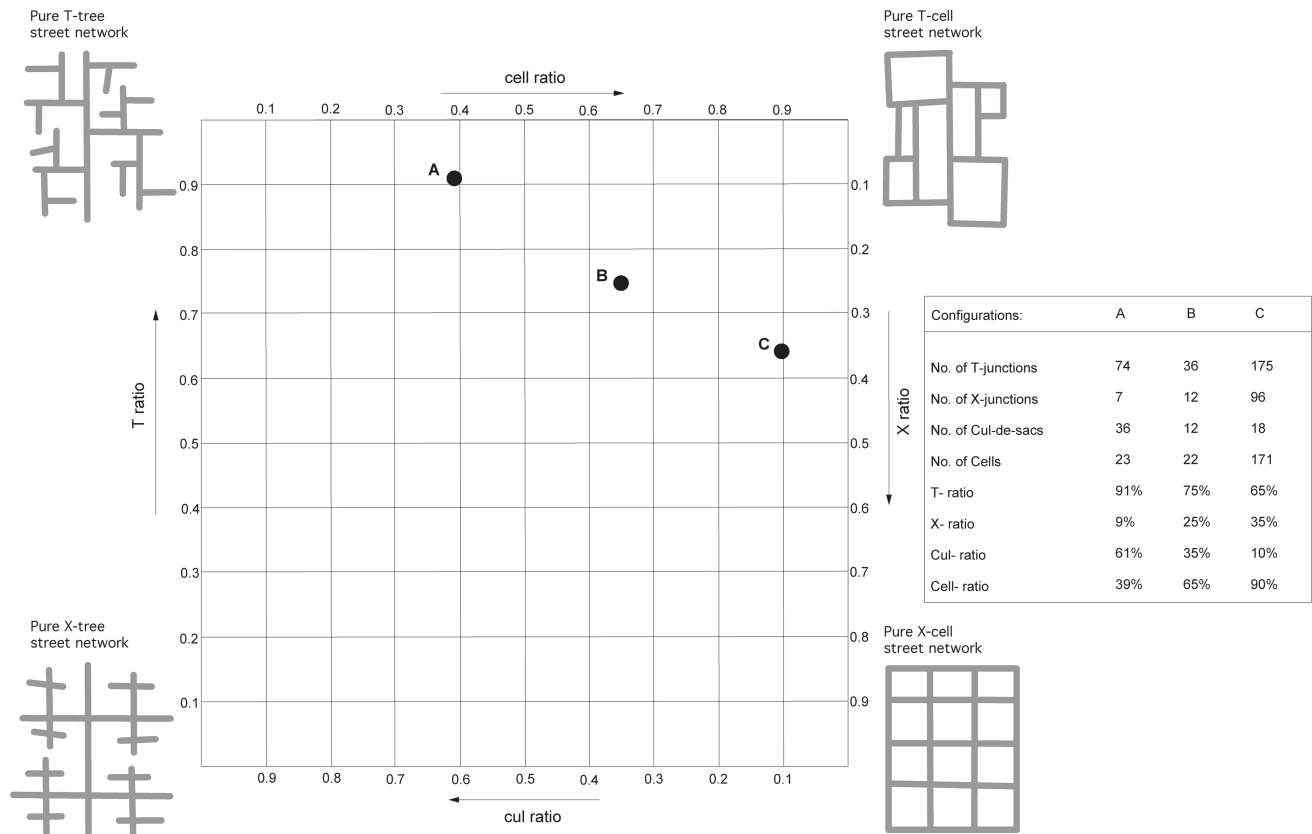 Pure T-tree
street network
Pure T-cell
street network
cell ratio
0.1 0.2 0.3 0.4 0.5 0.6 0.7 0.8 0.9
A
0.9 0.1
0.8 0.2
B
0.7 0.3
C
0.6 0.4
T ratio
X ratio
0.5 0.5
0.4 0.6
0.3 0.7
0.2 0.8
0.1 0.9
0.9 0.8 0.7 0.6 0.5 0.4 0.3 0.2 0.1
cul ratio
Configurations: A B C
No. of T-junctions 74 36 175
No. of X-junctions 7 12 96
No. of Cul-de-sacs 36 12 18
No. of Cells 23 22 171
T- ratio 91% 75% 65%
X- ratio 9% 25% 35%
Cul- ratio 61% 35% 10%
Cell- ratio 39% 65% 90%
Pure X-tree
street network
Pure X-cell
street network